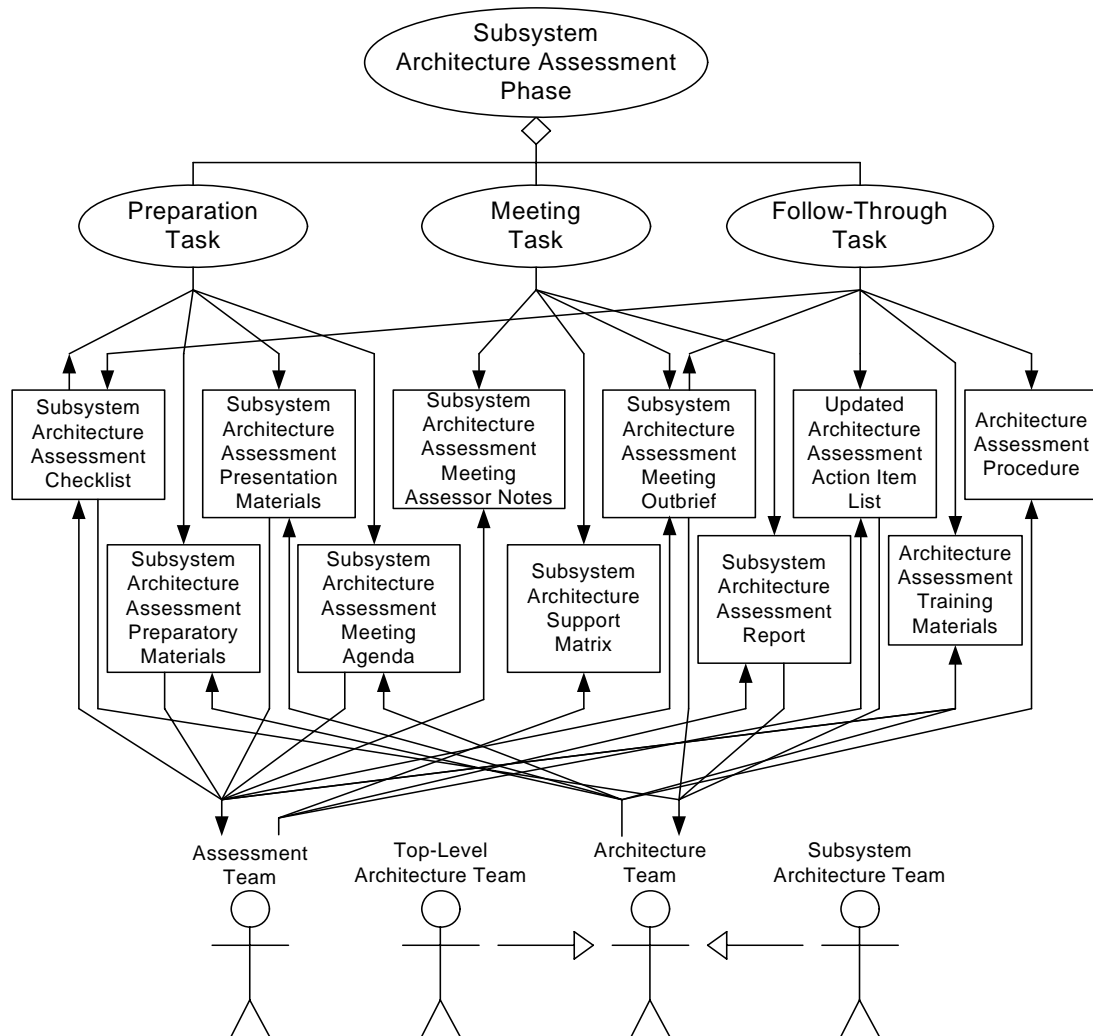 Subsystem
Architecture Assessment
Phase
Preparation
Task
Meeting
Task
Follow-Through
Task
Subsystem
Architecture
Assessment
Checklist
Subsystem
Architecture
Assessment
Presentation
Materials
Subsystem
Architecture
Assessment
Meeting
Assessor Notes
Subsystem
Architecture
Assessment
Meeting
Outbrief
Updated
Architecture
Assessment
Action Item
List
Architecture
Assessment
Procedure
Subsystem
Architecture
Assessment
Preparatory
Materials
Subsystem
Architecture
Assessment
Meeting
Agenda
Subsystem
Architecture
Support
Matrix
Subsystem
Architecture
Assessment
Report
Architecture
Assessment
Training
Materials
Assessment
Team
Top-Level
Architecture Team
Architecture
Team
Subsystem
Architecture Team